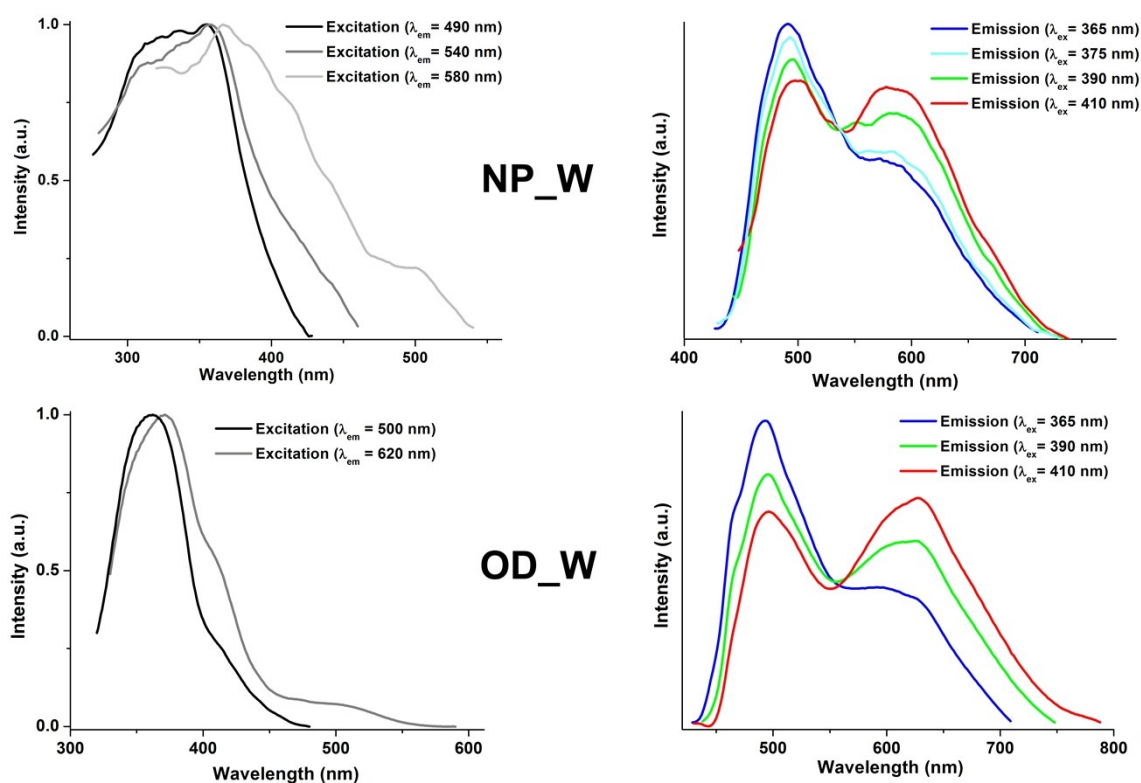 Excitation (λem= 490 nm)
Excitation (λem= 540 nm)
Excitation (λem= 580 nm)
1.0
0.5
0.0
Intensity (a.u.)
300 400 500
Wavelength (nm)
NP_W
Emission (λex= 365 nm)
Emission (λex= 375 nm)
Emission (λex= 390 nm)
Emission (λex= 410 nm)
Intensity (a.u.)
400 500 600 700
Wavelength (nm)
Excitation (λem= 500 nm)
Excitation (λem= 620 nm)
1.0
0.5
0.0
Intensity (a.u.)
300 400 500 600
Wavelength (nm)
OD_W
Emission (λex= 365 nm)
Emission (λex= 390 nm)
Emission (λex= 410 nm)
Intensity (a.u.)
500 600 700 800
Wavelength (nm)